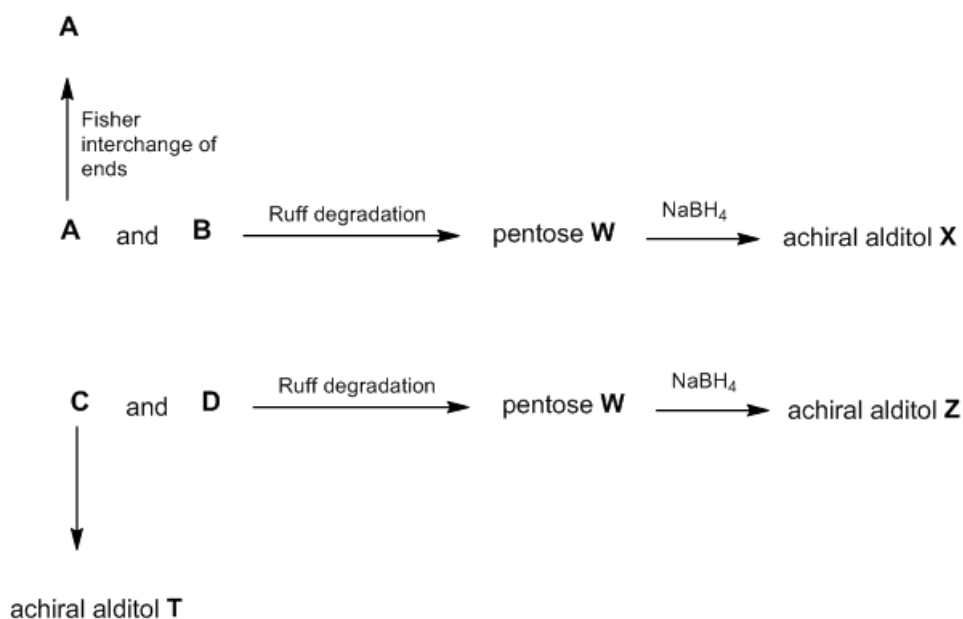 A
Fisher
interchange of
ends
A and B Ruff degradation pentose W NaBH4 achiral alditol X
C and D Ruff degradation pentose W NaBH4 achiral alditol Z
achiral alditol T